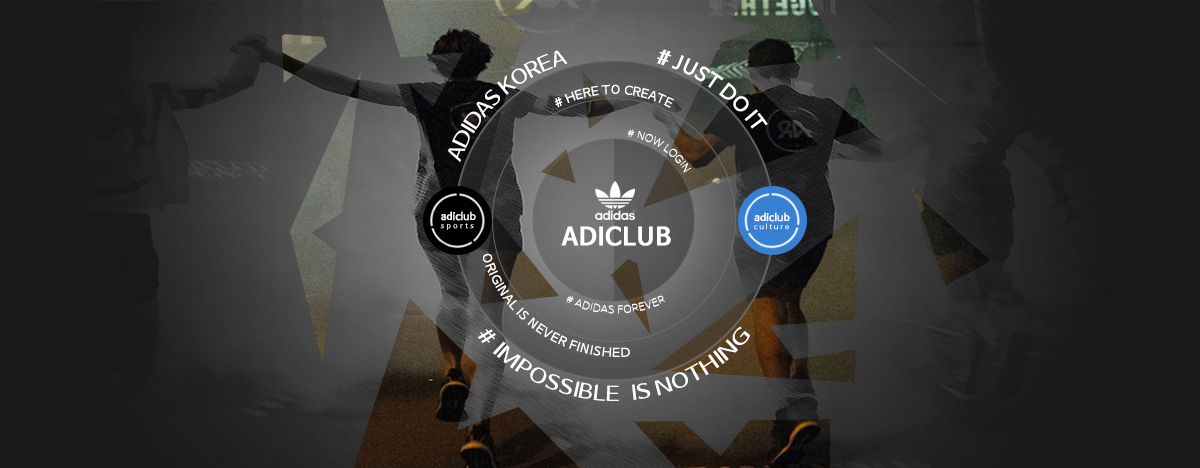 OGETH
ADIDAS KOREA
# JUST DO IT
# HERE TO CREATE
# NOW LOGIN
adidas
ADICLUB
adiclub
sports
adiclub
culture
# ADIDAS FOREVER
ORIGINAL IS NEVER FINISHED
# IMPOSSIBLE IS NOTHING